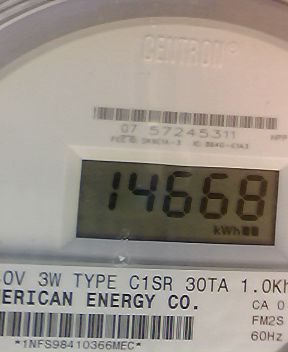 CENTRON®
07 57245311
14668
kWh
0V 3W TYPE C1SR 30TA 1.0Kh
ERICAN ENERGY CO.
CA 0
FM2S
60Hz
*1NFS98410366MEC*